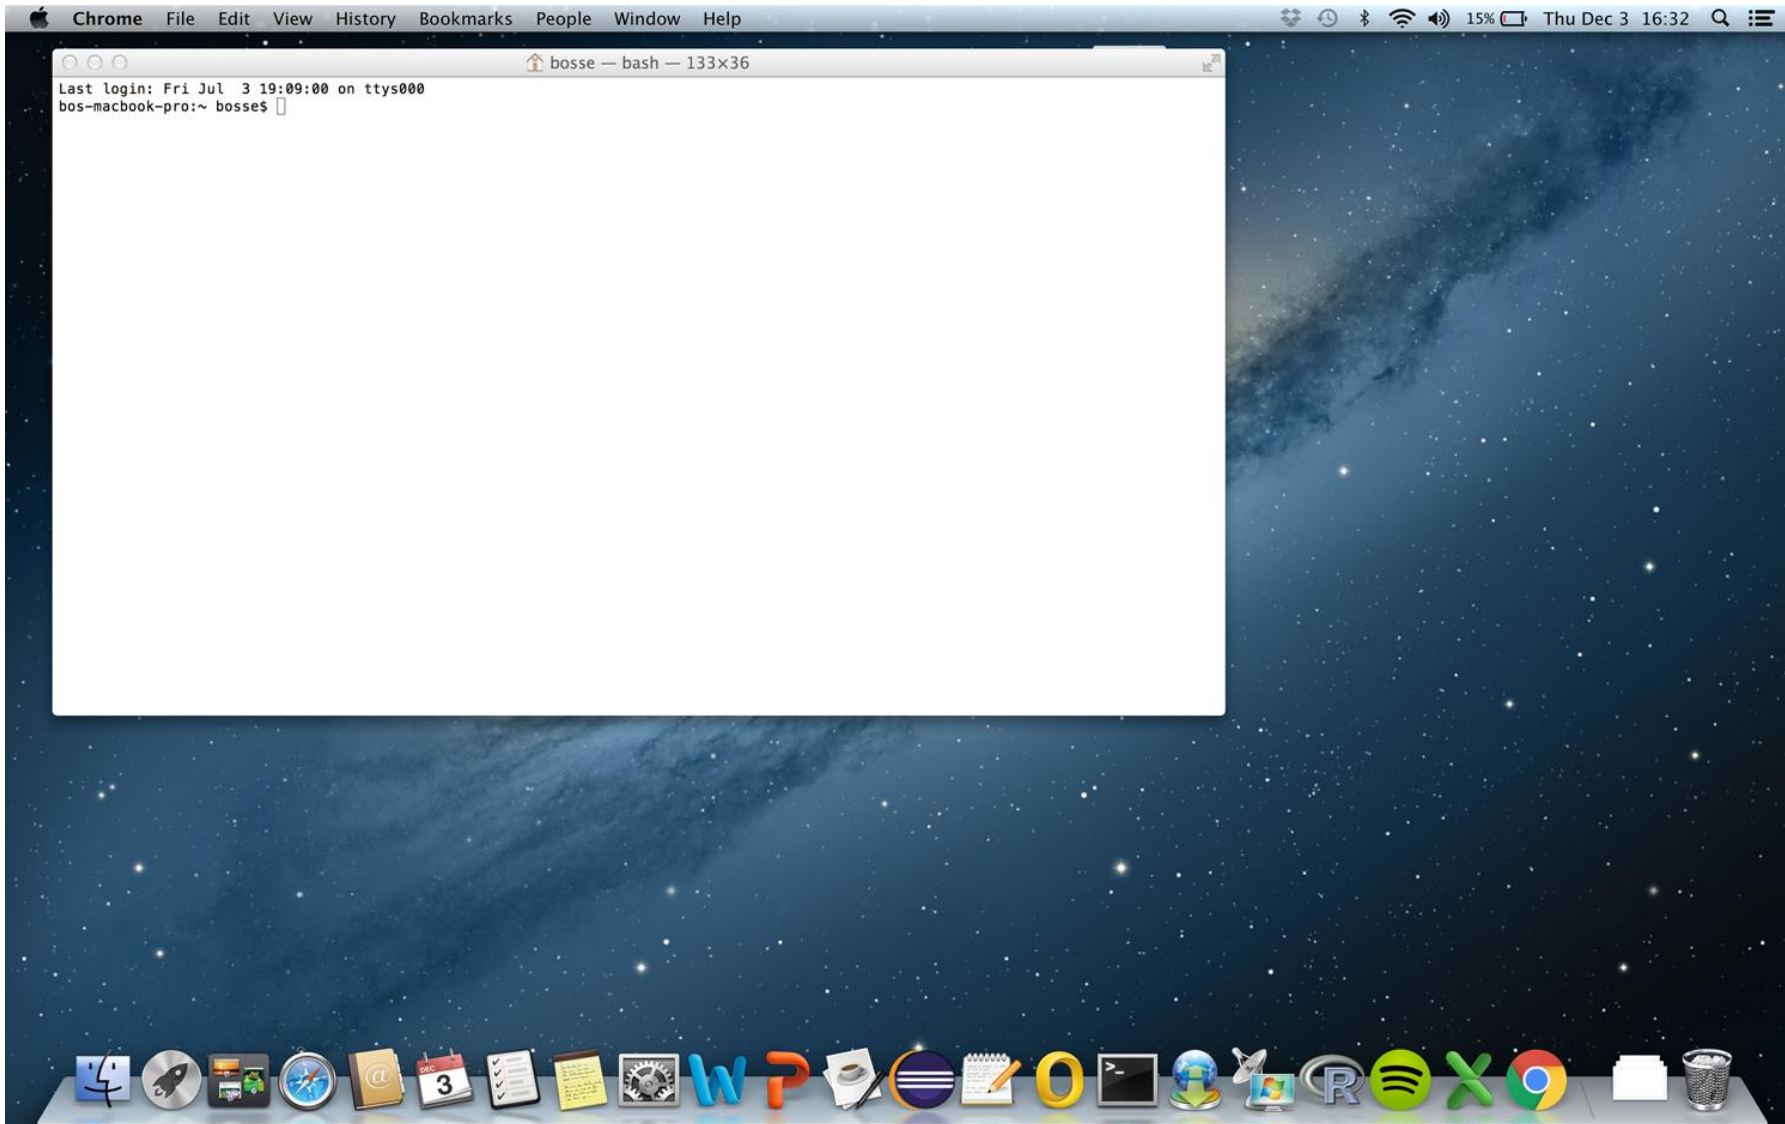 Chrome File Edit View History Bookmarks People Window Help 15% Thu Dec 3 16:32
bosse — bash — 133×36
Last login: Fri Jul  3 19:09:00 on ttys000
bos-macbook-pro:~ bosse$
DEC
3
@
W
P
O
>_
R
X